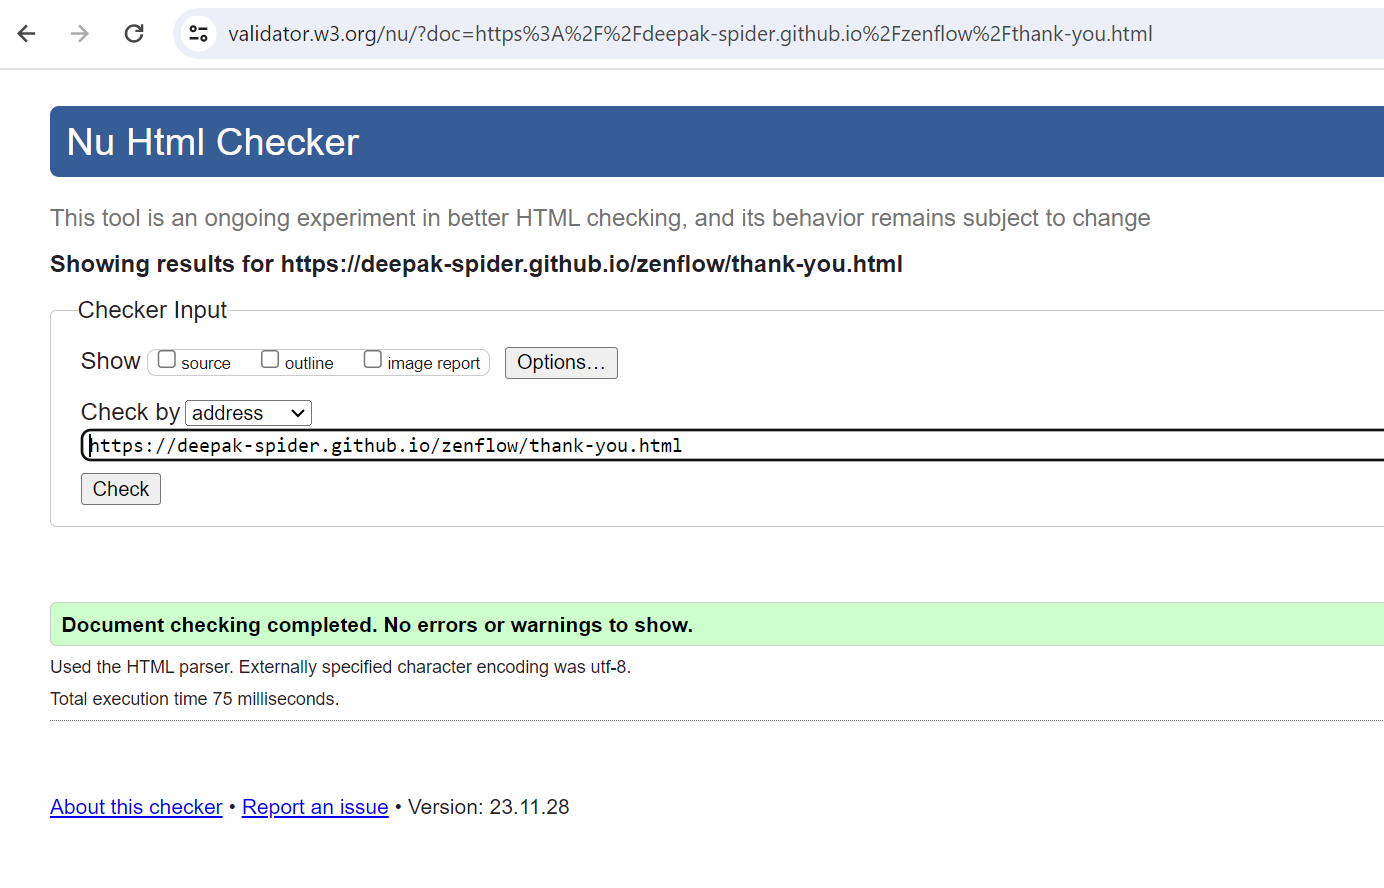 validator.w3.org/nu/?doc=https%3A%2F%2Fdeepak-spider.github.io%2Fzenflow%2Fthank-you.html
Nu Html Checker
This tool is an ongoing experiment in better HTML checking, and its behavior remains subject to change
Showing results for https://deepak-spider.github.io/zenflow/thank-you.html
Checker Input
Show source outline image report Options…
Check by address
https://deepak-spider.github.io/zenflow/thank-you.html
Check
Document checking completed. No errors or warnings to show.
Used the HTML parser. Externally specified character encoding was utf-8.
Total execution time 75 milliseconds.
About this checker • Report an issue • Version: 23.11.28